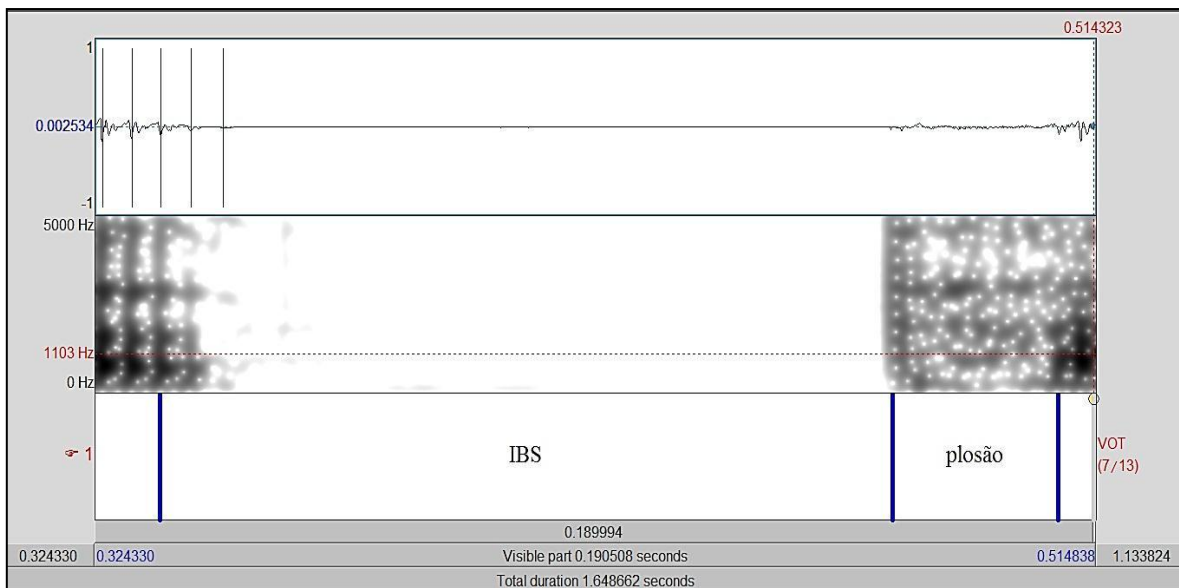 0.514323
1
0.002534
-1
5000 Hz
1103 Hz
0 Hz
☞ 1
IBS
plosão
VOT
(7/13)
0.189994
0.324330 0.324330 Visible part 0.190508 seconds 0.514838 1.133824
Total duration 1.648662 seconds